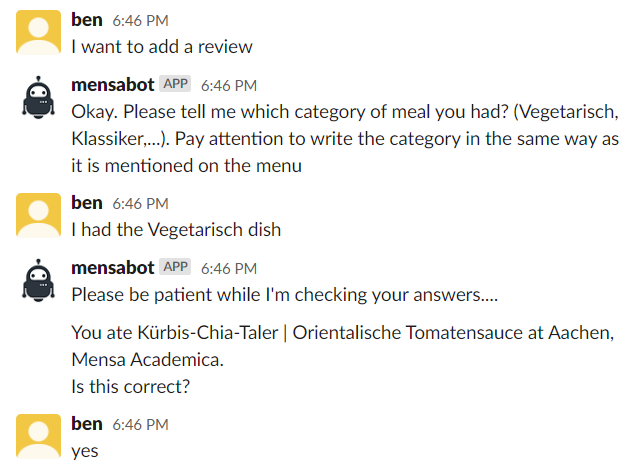 ben 6:46 PM
I want to add a review
mensabot APP 6:46 PM
Okay. Please tell me which category of meal you had? (Vegetarisch,
Klassiker,...). Pay attention to write the category in the same way as
it is mentioned on the menu
ben 6:46 PM
I had the Vegetarisch dish
mensabot APP 6:46 PM
Please be patient while I'm checking your answers....
You ate Kürbis-Chia-Taler | Orientalische Tomatensauce at Aachen,
Mensa Academica.
Is this correct?
ben 6:46 PM
yes